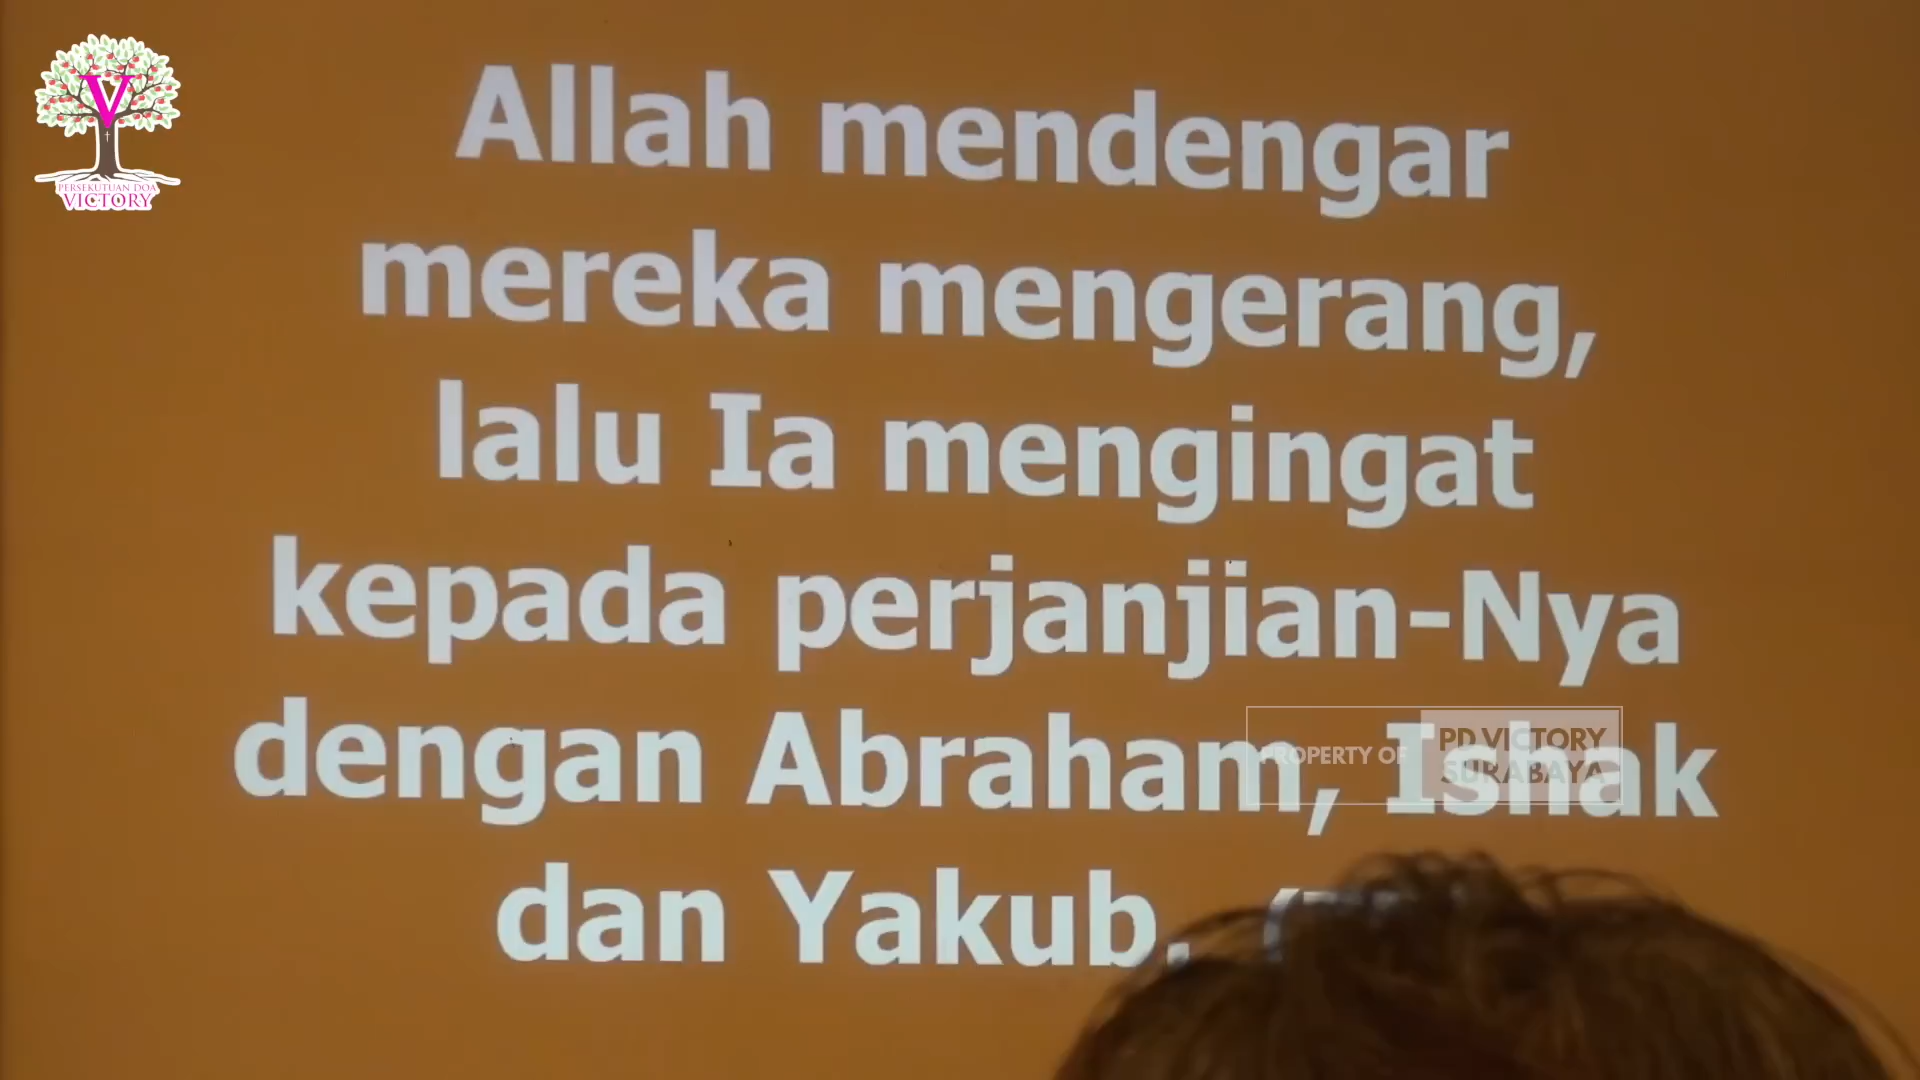 V
PERSEKUTUAN DOA
VICTORY
Allah mendengar
mereka mengerang,
lalu Ia mengingat
kepada perjanjian-Nya
dengan Abraham, Ishak
dan Yakub.
PROPERTY OF
PD VICTORY
SURABAYA